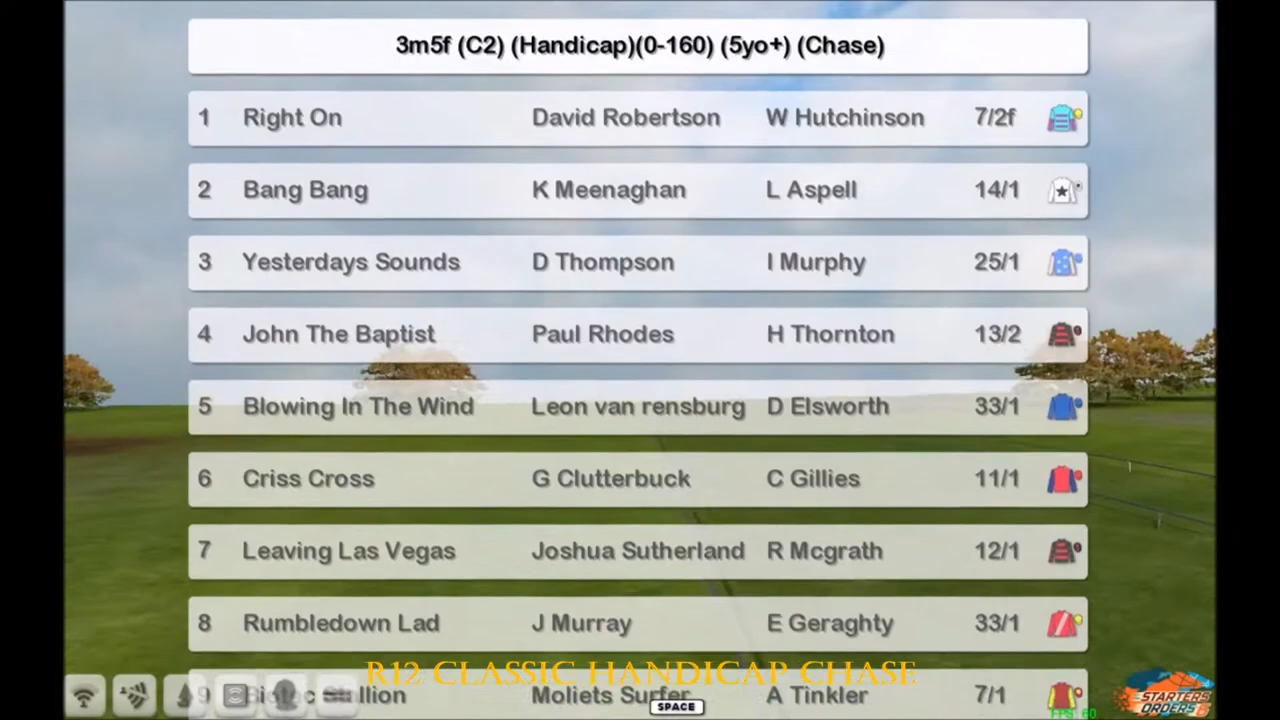 3m5f (C2) (Handicap)(0-160) (5yo+) (Chase)
1 Right On David Robertson W Hutchinson 7/2f
2 Bang Bang K Meenaghan L Aspell 14/1
3 Yesterdays Sounds D Thompson I Murphy 25/1
4 John The Baptist Paul Rhodes H Thornton 13/2
5 Blowing In The Wind Leon van rensburg D Elsworth 33/1
6 Criss Cross G Clutterbuck C Gillies 11/1
7 Leaving Las Vegas Joshua Sutherland R Mcgrath 12/1
8 Rumbledown Lad J Murray E Geraghty 33/1
R12 CLASSIC HANDICAP CHASE
9 Stallion Moliets Surfer A Tinkler 7/1
SPACE
STARTERS
ORDERS
FPS 60